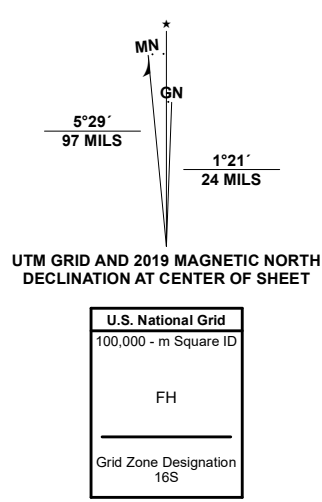 MN
GN
5°29´
97 MILS
1°21´
24 MILS
UTM GRID AND 2019 MAGNETIC NORTH
DECLINATION AT CENTER OF SHEET
U.S. National Grid
100,000 - m Square ID
FH
Grid Zone Designation
16S